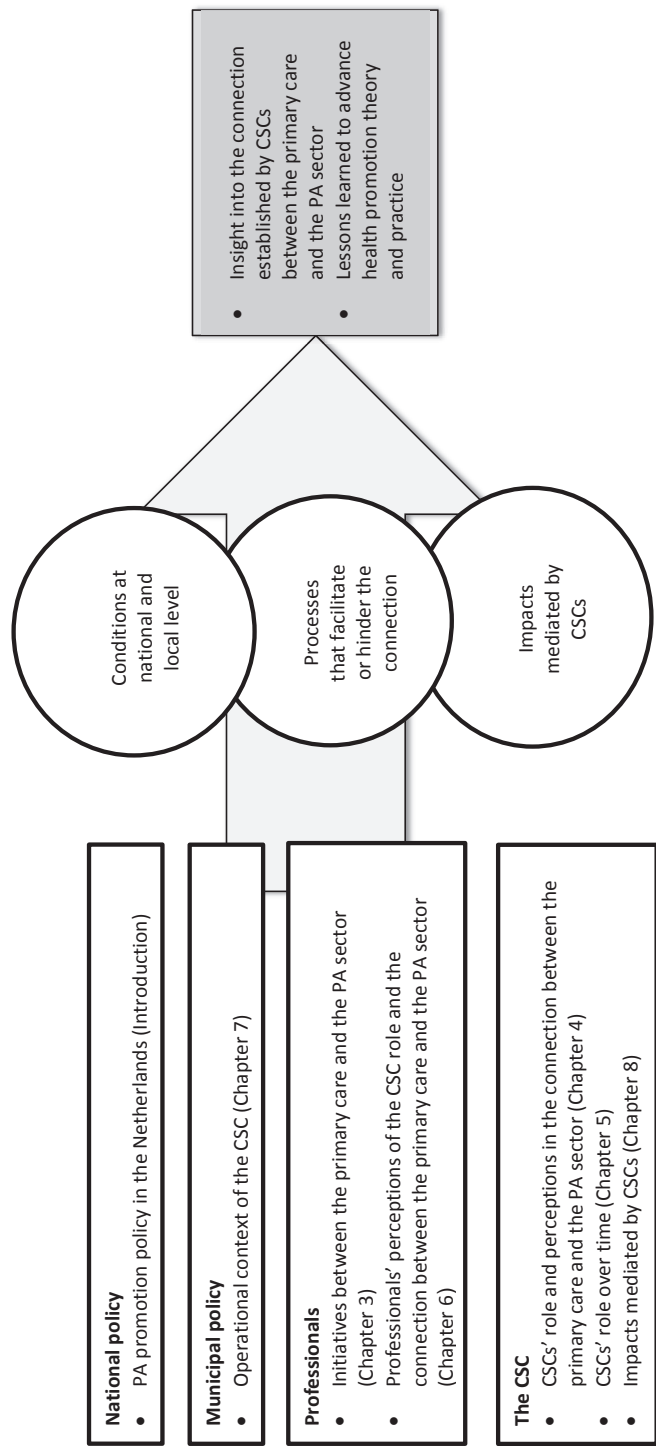 National policy
• PA promotion policy in the Netherlands (Introduction)
Municipal policy
• Operational context of the CSC (Chapter 7)
Professionals
• Initiatives between the primary care and the PA sector
(Chapter 3)
• Professionals’ perceptions of the CSC role and the
connection between the primary care and the PA sector
(Chapter 6)
The CSC
• CSCs’ role and perceptions in the connection between the
primary care and the PA sector (Chapter 4)
• CSCs’ role over time (Chapter 5)
• Impacts mediated by CSCs (Chapter 8)
Conditions at
national and
local level
Processes
that facilitate
or hinder the
connection
Impacts
mediated by
CSCs
• Insight into the connection
established by CSCs
between the primary care
and the PA sector
• Lessons learned to advance
health promotion theory
and practice